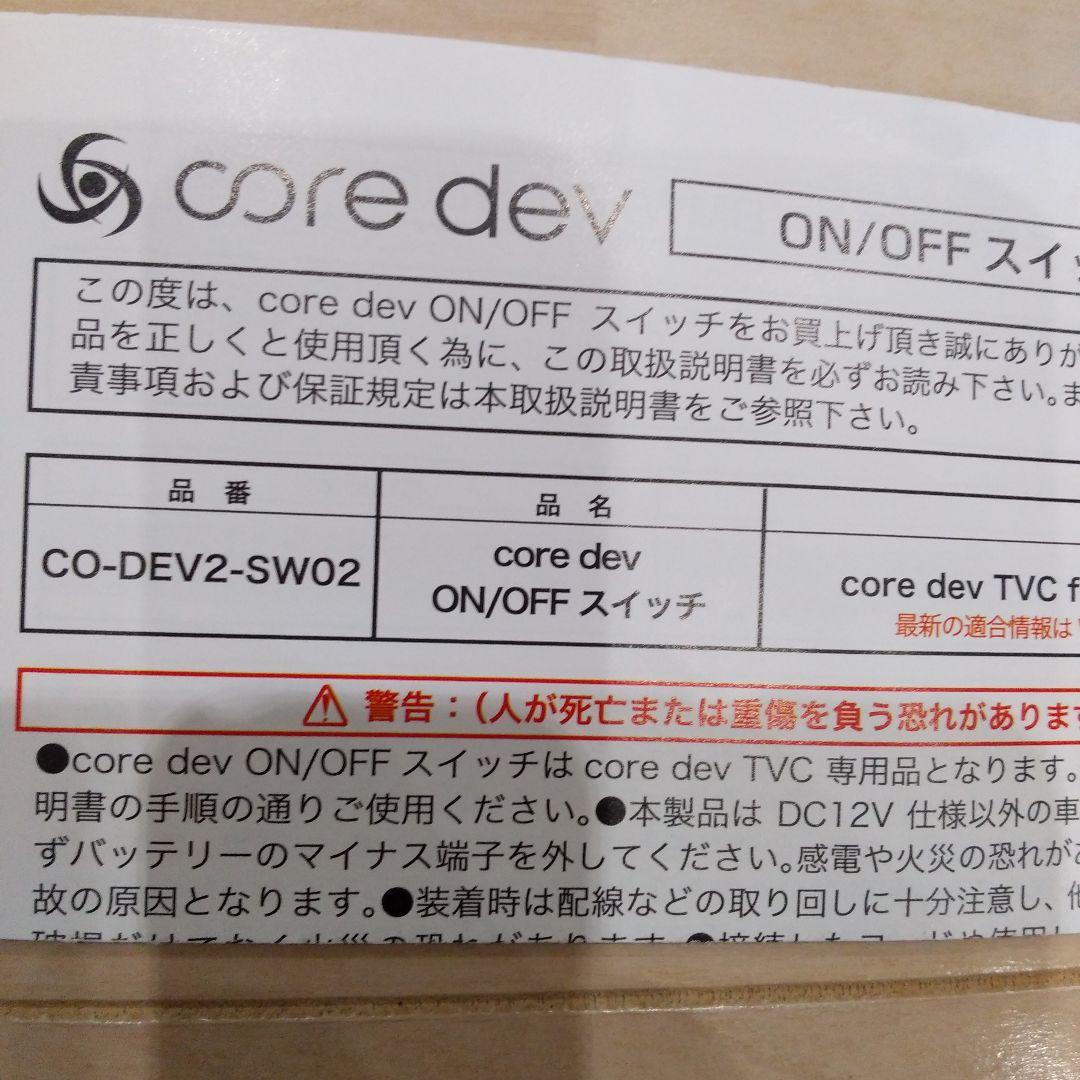 core dev
ON/OFF スイッ
この度は、core dev ON/OFF スイッチをお買上げ頂き誠にありが
品を正しくと使用頂く為に、この取扱説明書を必ずお読み下さい。ま
責事項および保証規定は本取扱説明書をご参照下さい。
品 番
品 名
CO-DEV2-SW02
core dev
ON/OFF スイッチ
core dev TVC f
最新の適合情報は
警告：（人が死亡または重傷を負う恐れがあります
●core dev ON/OFF スイッチは core dev TVC 専用品となります。
明書の手順の通りご使用ください。●本製品は DC12V 仕様以外の車
ずバッテリーのマイナス端子を外してください。感電や火災の恐れがあ
故の原因となります。●装着時は配線などの取り回しに十分注意し、他